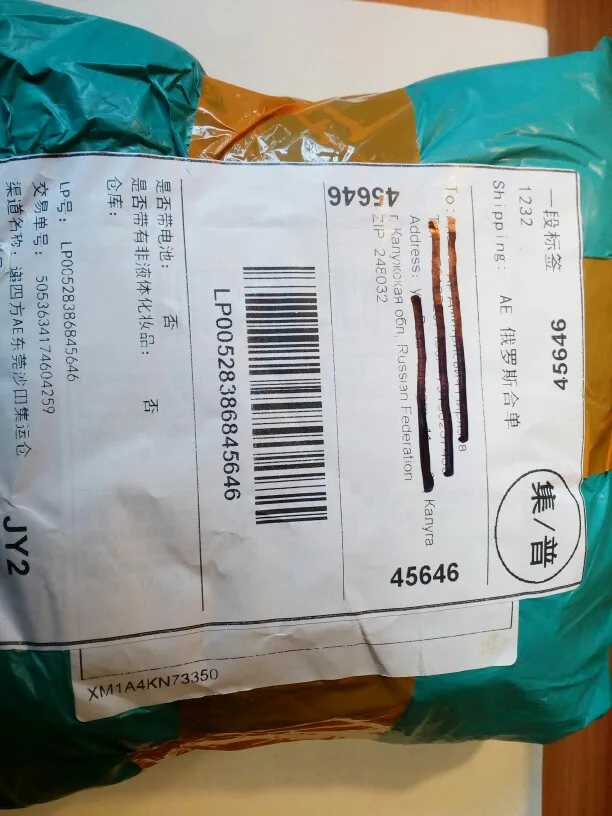 一段标签
45646
1232
Shipping: AE 俄罗斯合单
集/普
To:
Address:
Калуга
г. Калужская обл, Russian Federation
ZIP: 248032
45646
45646
LP00528386845646
是否带电池: 否
是否带有非液体化妆品: 否
仓库:
LP号: LP00528386845646
交易单号: 5053634174604259
渠道名称: 递四方AE东莞沙田集运仓
JY2
XM1A4KN73350